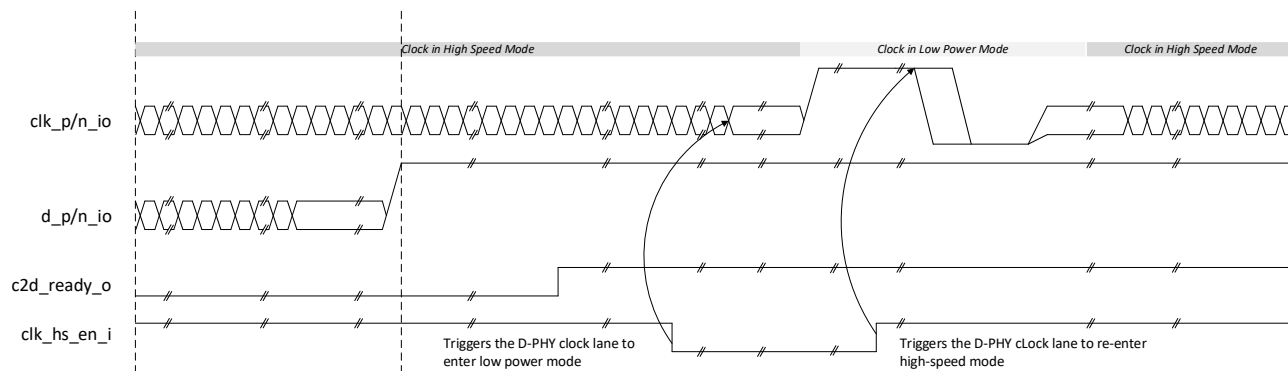 Clock in High Speed Mode
Clock in Low Power Mode
Clock in High Speed Mode
clk_p/n_io
d_p/n_io
c2d_ready_o
clk_hs_en_i
Triggers the D-PHY clock lane to
enter low power mode
Triggers the D-PHY cLock lane to re-enter
high-speed mode